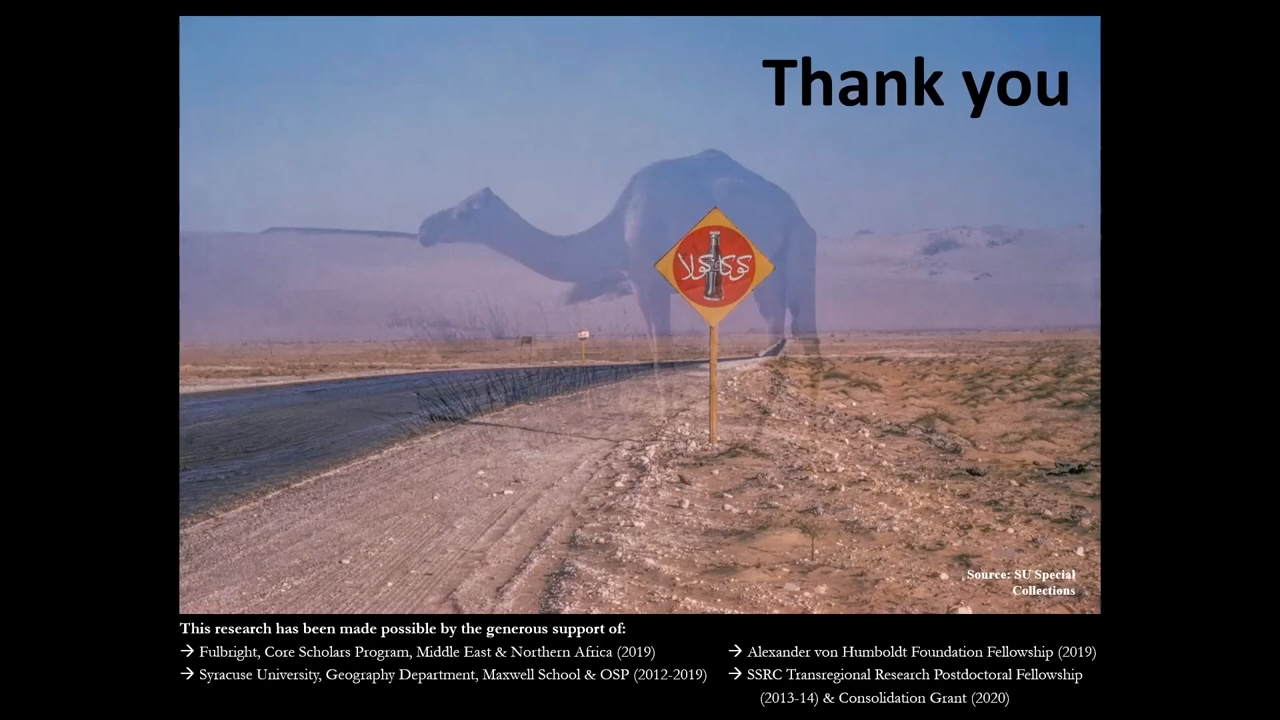 Thank you
كوكا كولا
Source: SU Special
Collections
This research has been made possible by the generous support of:
→ Fulbright, Core Scholars Program, Middle East & Northern Africa (2019)
→ Syracuse University, Geography Department, Maxwell School & OSP (2012-2019)
→ Alexander von Humboldt Foundation Fellowship (2019)
→ SSRC Transregional Research Postdoctoral Fellowship
(2013-14) & Consolidation Grant (2020)